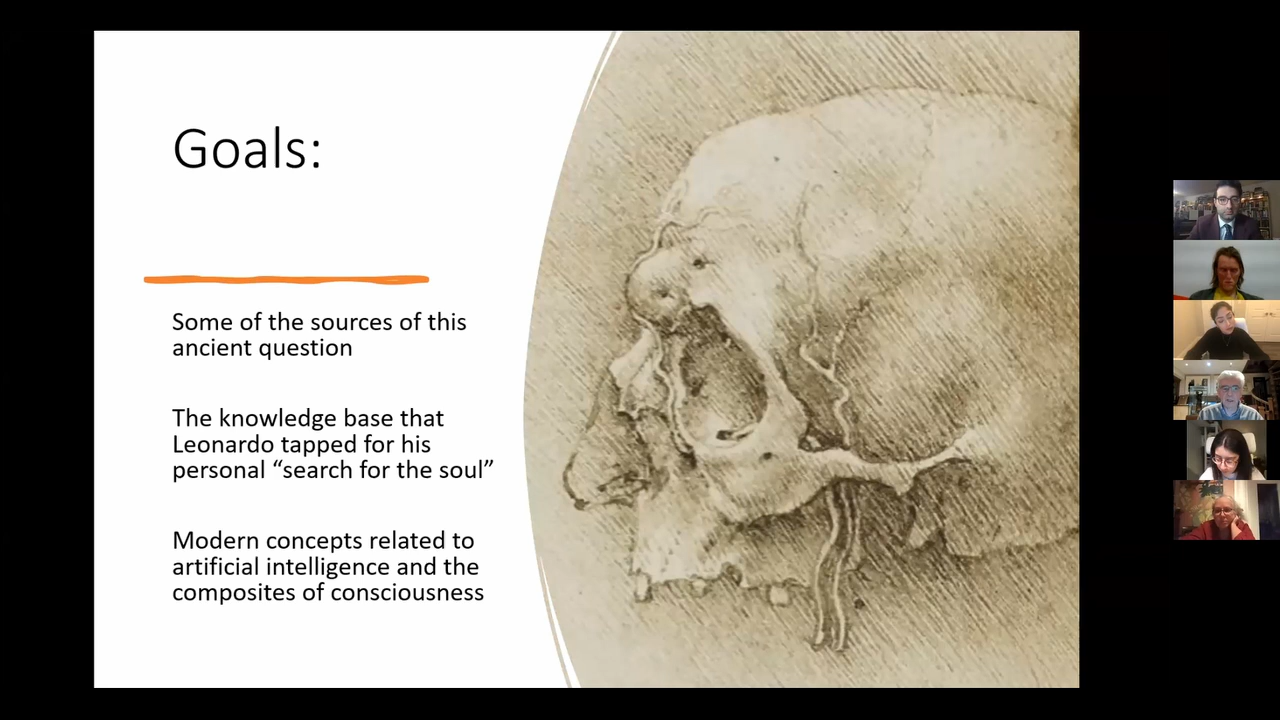 Goals:
Some of the sources of this
ancient question
The knowledge base that
Leonardo tapped for his
personal “search for the soul”
Modern concepts related to
artificial intelligence and the
composites of consciousness